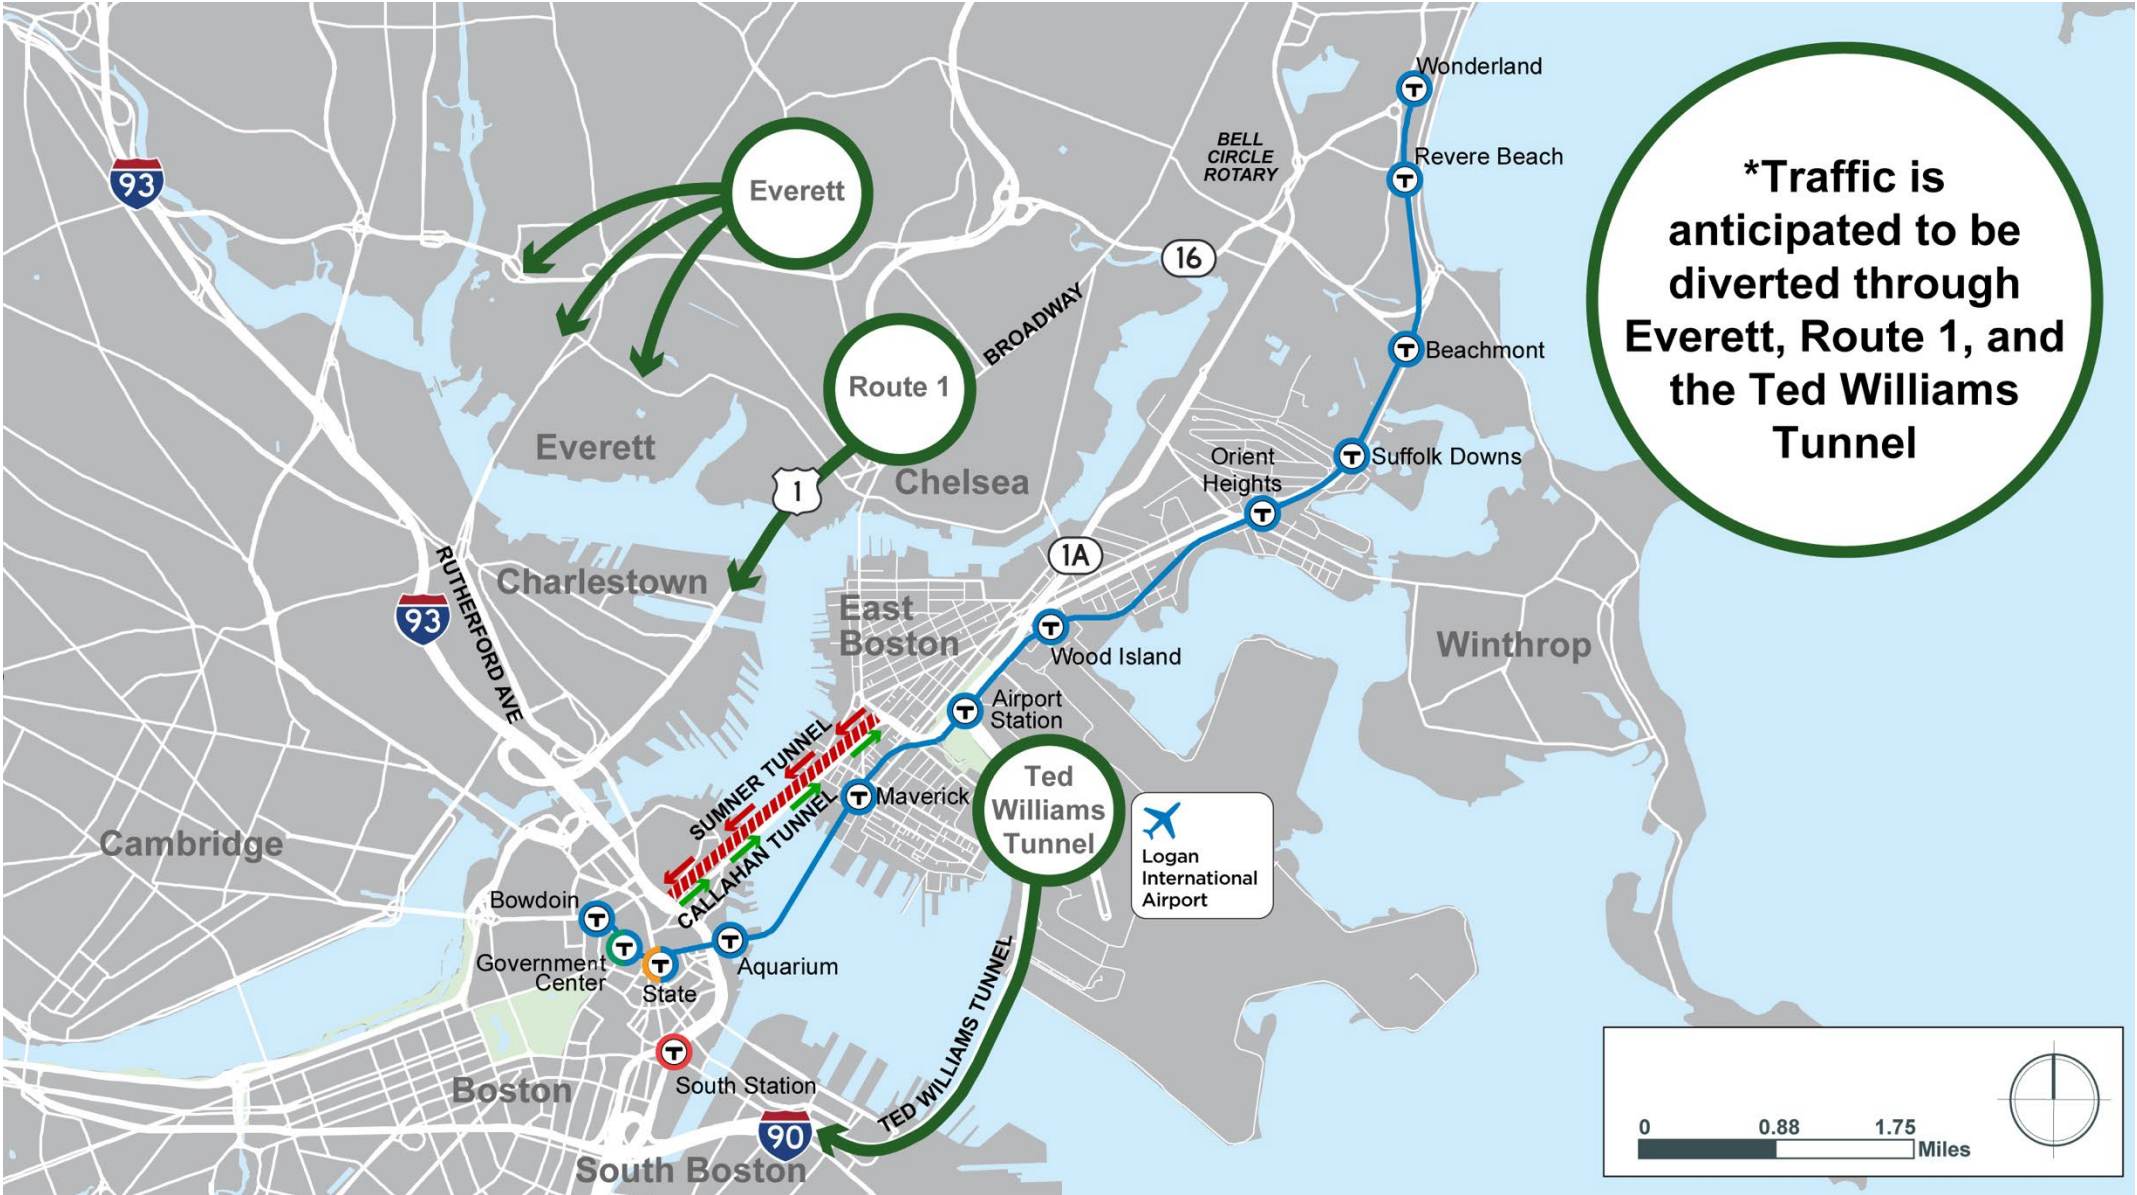 Wonderland
BELL
CIRCLE
ROTARY
Revere Beach
93
Everett
*Traffic is
anticipated to be
diverted through
Everett, Route 1, and
the Ted Williams
Tunnel
16
BROADWAY
Beachmont
Route 1
Everett
1
Chelsea
Orient
Heights
Suffolk Downs
1A
RUTHERFORD AVE
Charlestown
93
East
Boston
Wood Island
Winthrop
Airport
Station
SUMNER TUNNEL
CALLAHAN TUNNEL
Maverick
Ted
Williams
Tunnel
Logan
International
Airport
Cambridge
Bowdoin
Government
Center
State
Aquarium
TED WILLIAMS TUNNEL
South Station
Boston
90
South Boston
0 0.88 1.75
Miles
T
T
T
T
T
T
T
T
T
T
T
T
T